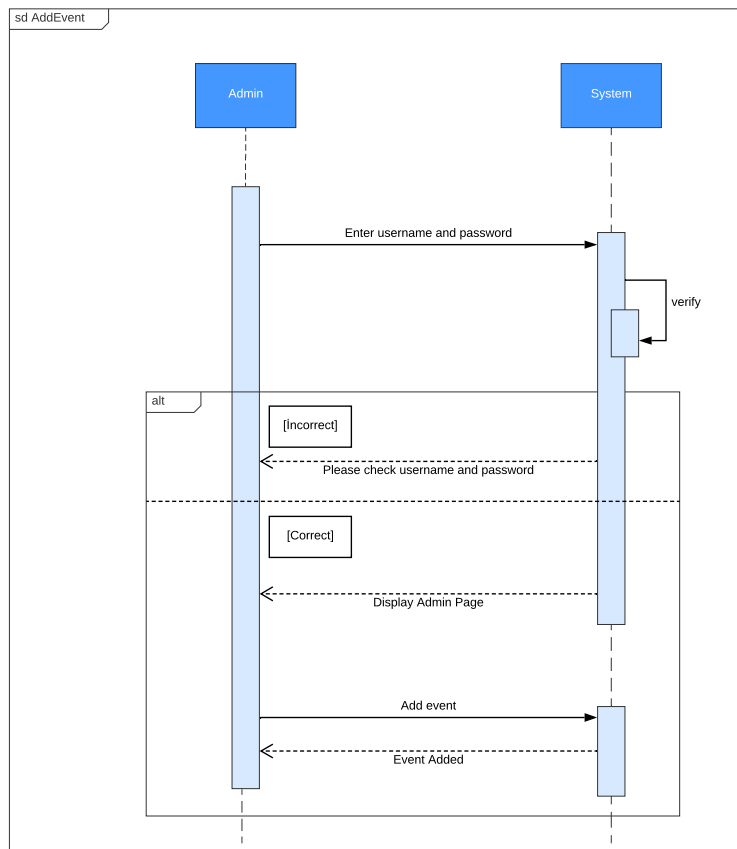 sd AddEvent
Admin
System
Enter username and password
verify
alt
[İncorrect]
Please check username and password
[Correct]
Display Admin Page
Add event
Event Added